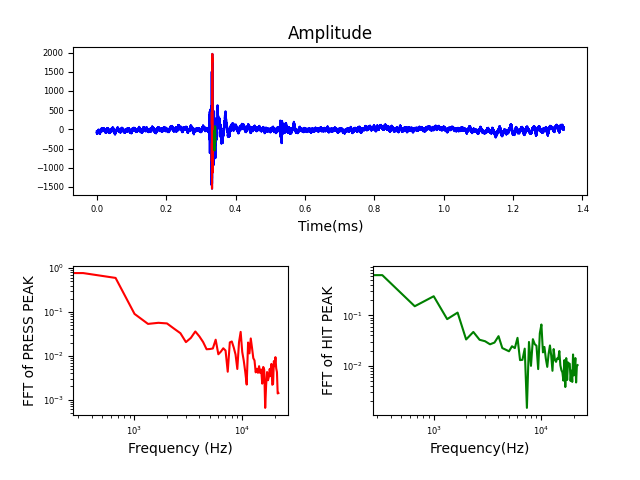 Amplitude
2000
1500
1000
500
0
−500
−1000
−1500
0.0 0.2 0.4 0.6 0.8 1.0 1.2 1.4
Time(ms)
FFT of PRESS PEAK
10⁰
10⁻¹
10⁻²
10⁻³
10³ 10⁴
Frequency (Hz)
FFT of HIT PEAK
10⁻¹
10⁻²
10³ 10⁴
Frequency(Hz)